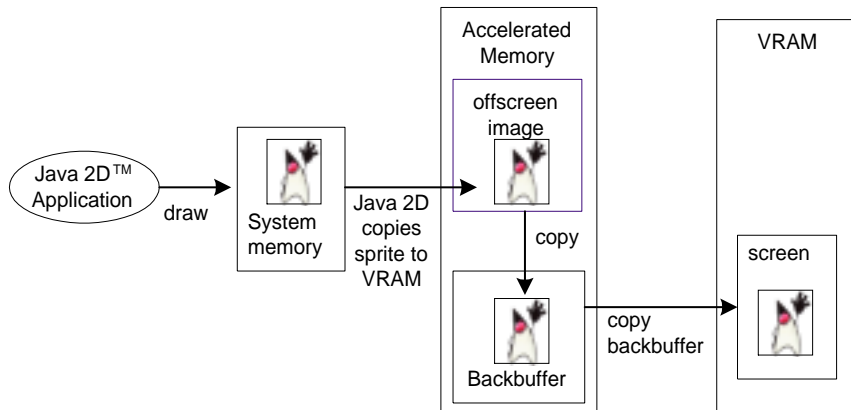 Java 2D™
Application
draw
System
memory
Java 2D
copies
sprite to
VRAM
Accelerated
Memory
offscreen
image
copy
Backbuffer
copy
backbuffer
VRAM
screen